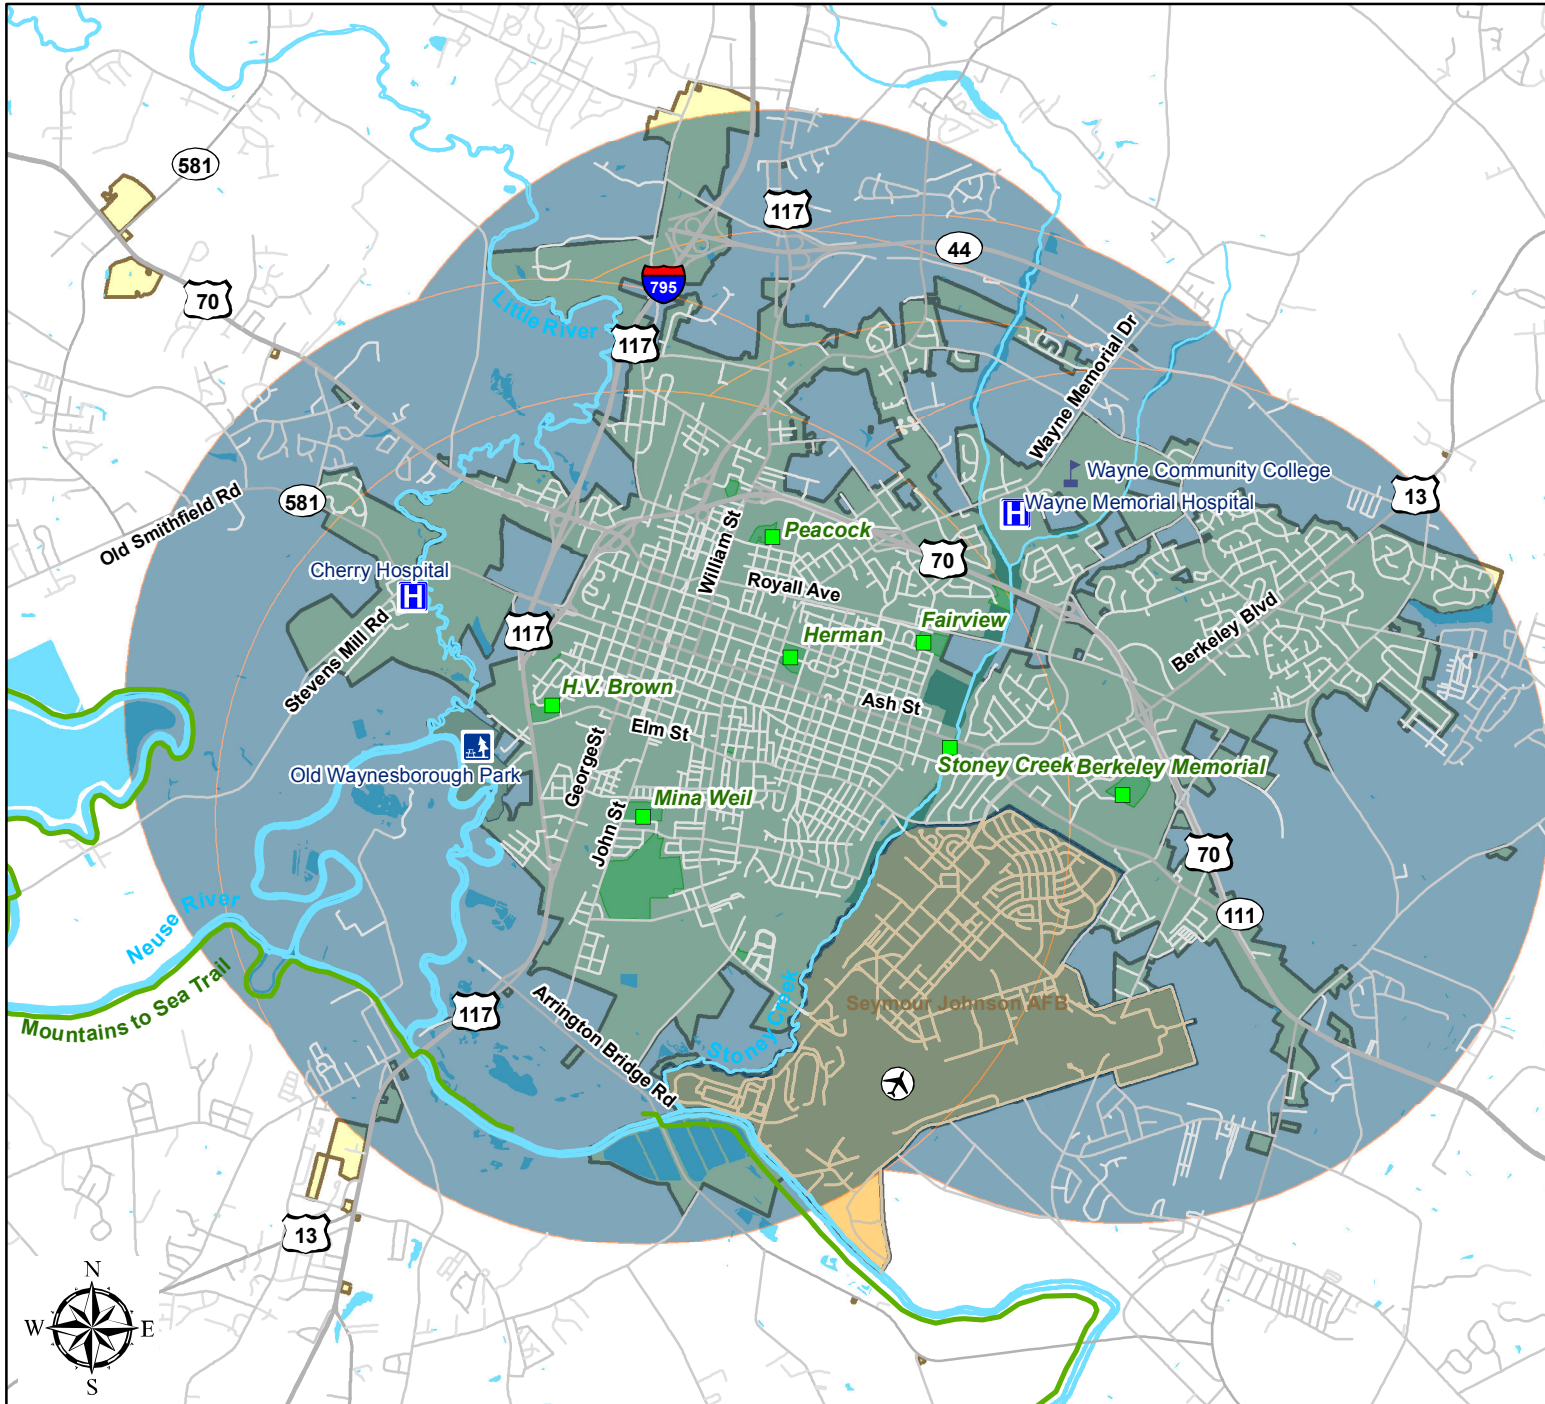 581
117
44
70
795
Little River
117
Wayne Memorial Dr
Wayne Community College
13
Old Smithfield Rd
581
Wayne Memorial Hospital
William St
Peacock
70
Cherry Hospital
Royall Ave
Stevens Mill Rd
117
Herman
Fairview
Berkeley Blvd
H.V. Brown
Ash St
Elm St
George St
Old Waynesborough Park
Stoney Creek
Berkeley Memorial
Mina Weil
John St
70
111
Neuse River
Mountains to Sea Trail
117
Arrington Bridge Rd
Stoney Creek
Seymour Johnson AFB
13
N
W
E
S